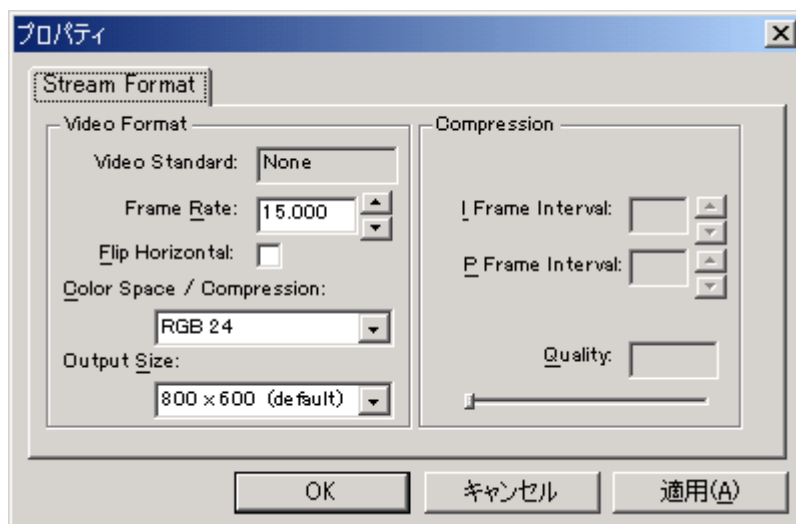 プロパティ
Stream Format
Video Format
Video Standard: None
Frame Rate: 15.000
Flip Horizontal:
Color Space / Compression:
RGB 24
Output Size:
800 x 600 (default)
Compression
I Frame Interval:
P Frame Interval:
Quality:
OK
キャンセル
適用(A)